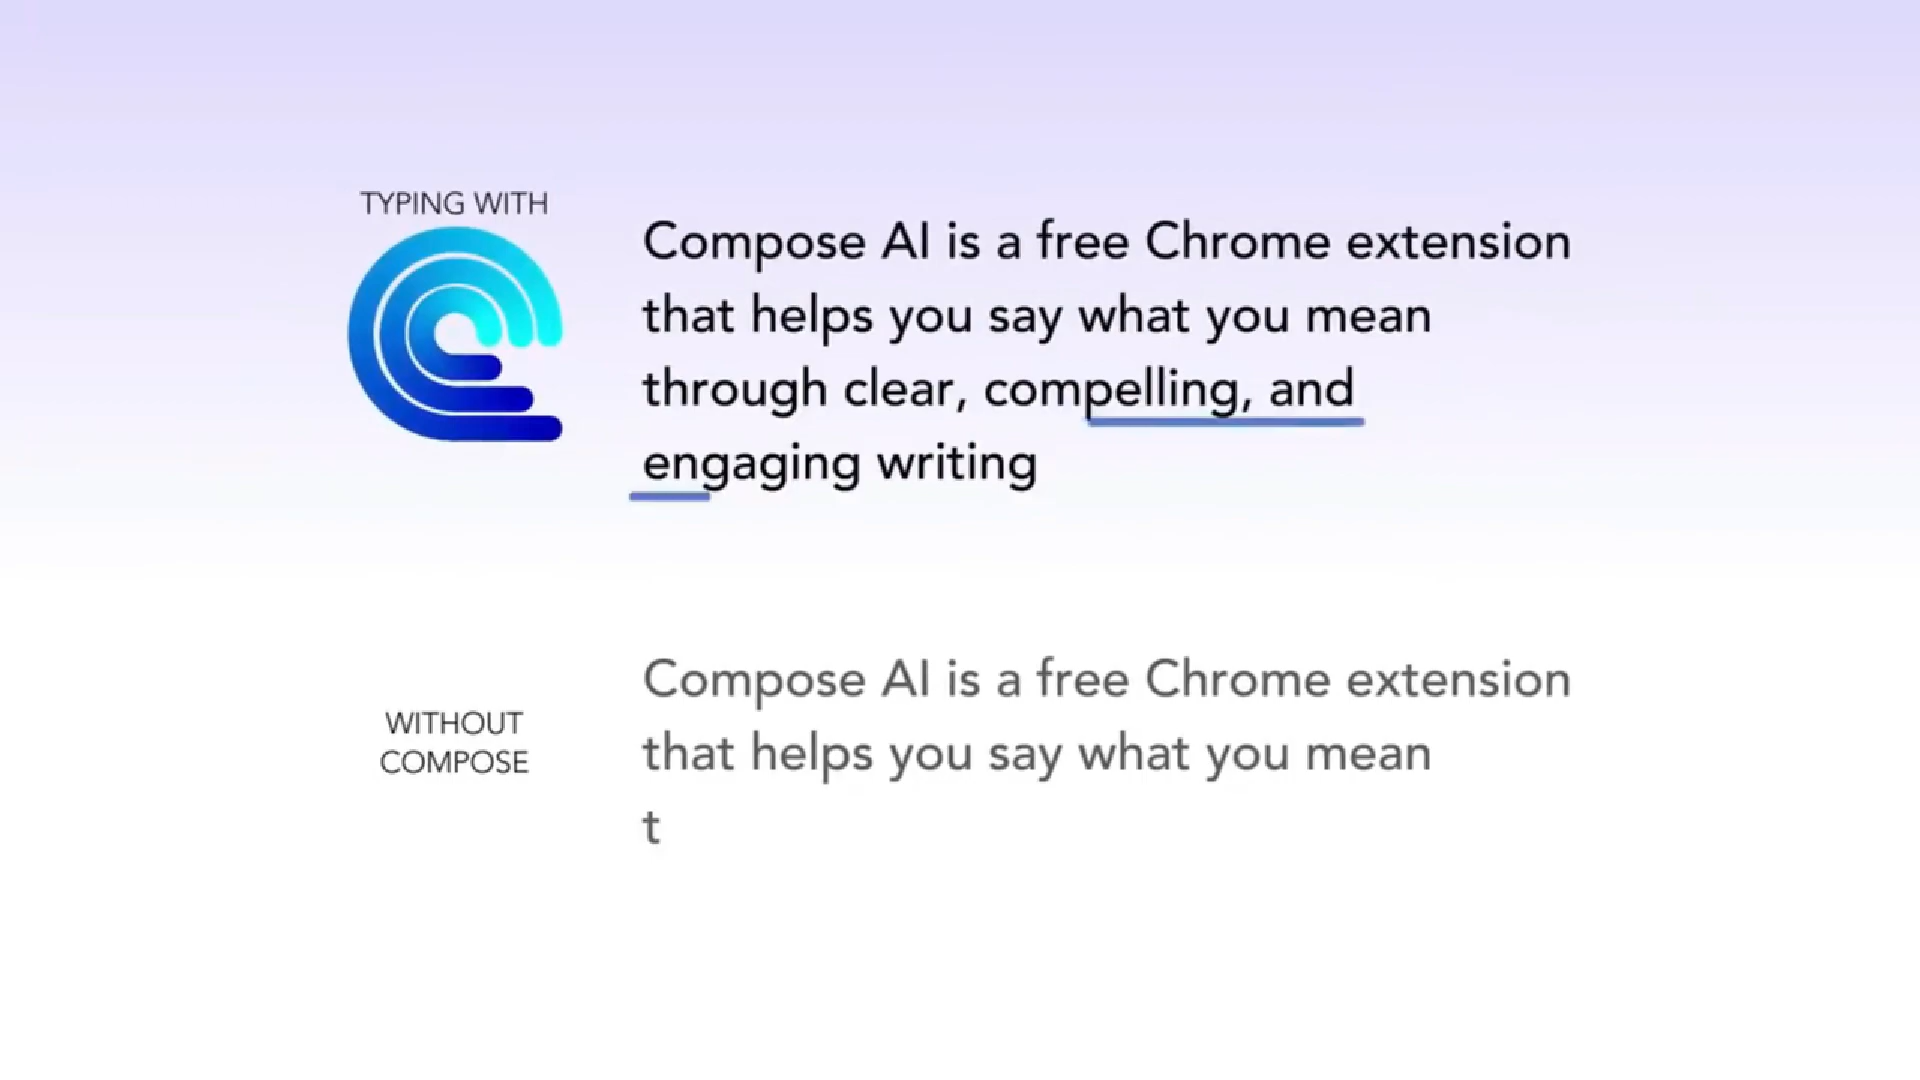 TYPING WITH
Compose AI is a free Chrome extension
that helps you say what you mean
through clear, compelling, and
engaging writing
WITHOUT
COMPOSE
Compose AI is a free Chrome extension
that helps you say what you mean
t